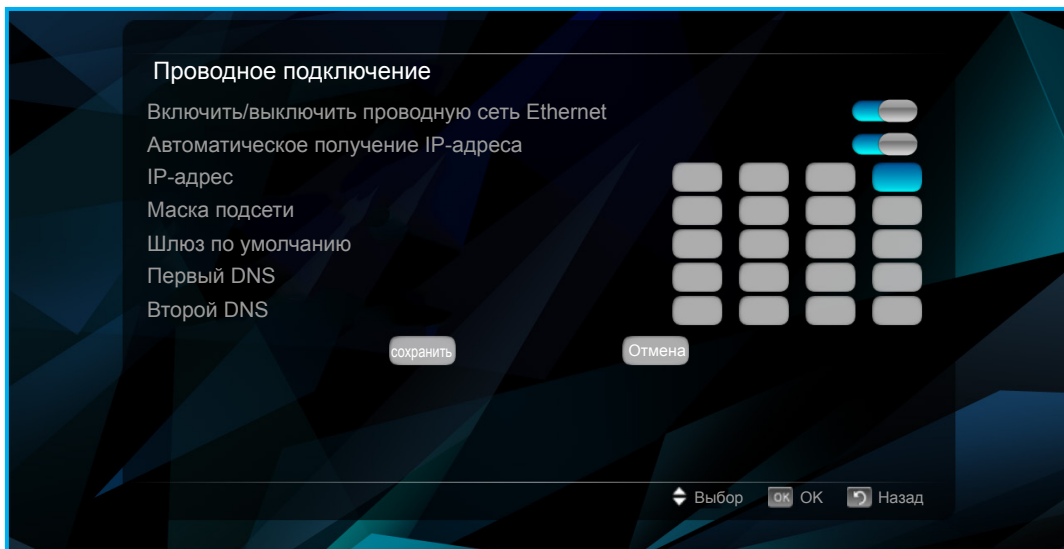 Проводное подключение
Включить/выключить проводную сеть Ethernet
Автоматическое получение IP-адреса
IP-адрес
Маска подсети
Шлюз по умолчанию
Первый DNS
Второй DNS
сохранить Отмена
Выбор OK OK Назад